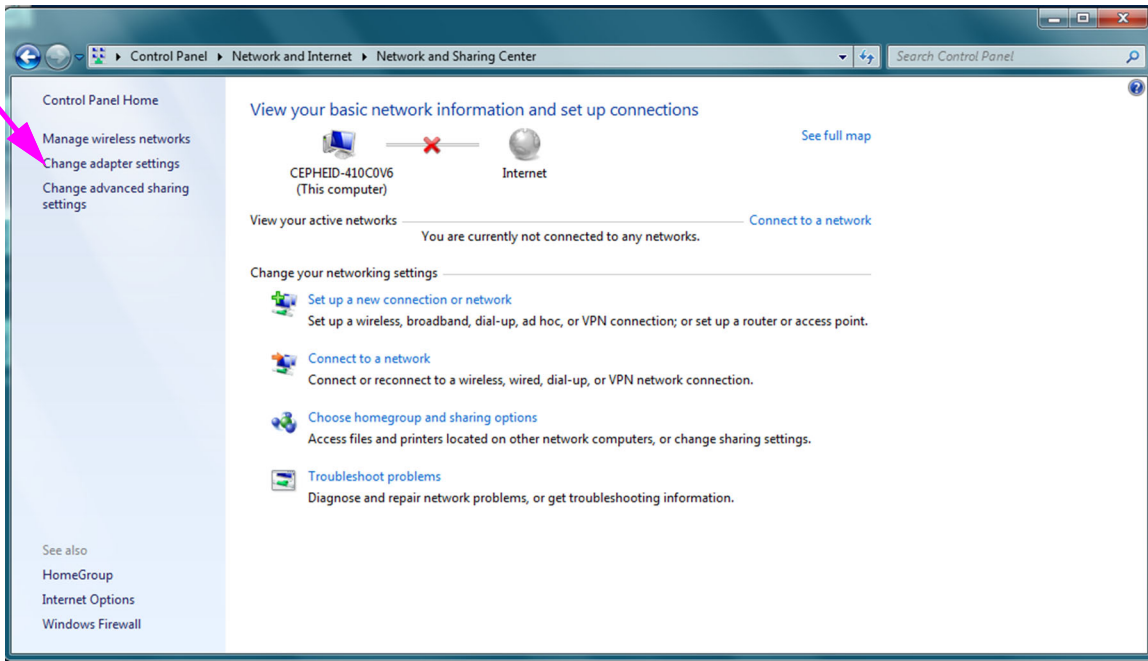 Control Panel ▸ Network and Internet ▸ Network and Sharing Center
Search Control Panel
Control Panel Home
Manage wireless networks
Change adapter settings
Change advanced sharing
settings
View your basic network information and set up connections
See full map
CEPHEID-410C0V6
(This computer)
Internet
View your active networks
Connect to a network
You are currently not connected to any networks.
Change your networking settings
Set up a new connection or network
Set up a wireless, broadband, dial-up, ad hoc, or VPN connection; or set up a router or access point.
Connect to a network
Connect or reconnect to a wireless, wired, dial-up, or VPN network connection.
Choose homegroup and sharing options
Access files and printers located on other network computers, or change sharing settings.
Troubleshoot problems
Diagnose and repair network problems, or get troubleshooting information.
See also
HomeGroup
Internet Options
Windows Firewall